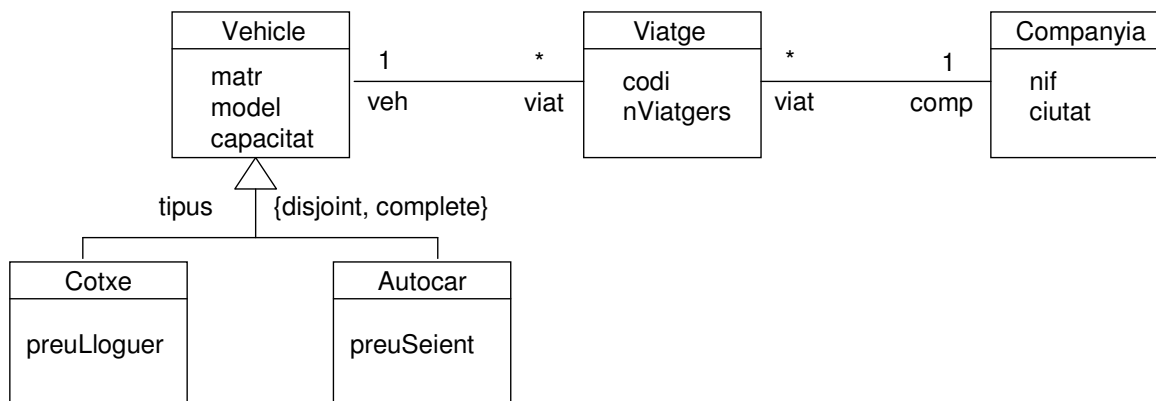 Vehicle
matr
model
capacitat
1
veh
*
viat
Viatge
codi
nViatgers
*
viat
1
comp
Companyia
nif
ciutat
tipus
{disjoint, complete}
Cotxe
preuLloguer
Autocar
preuSeient